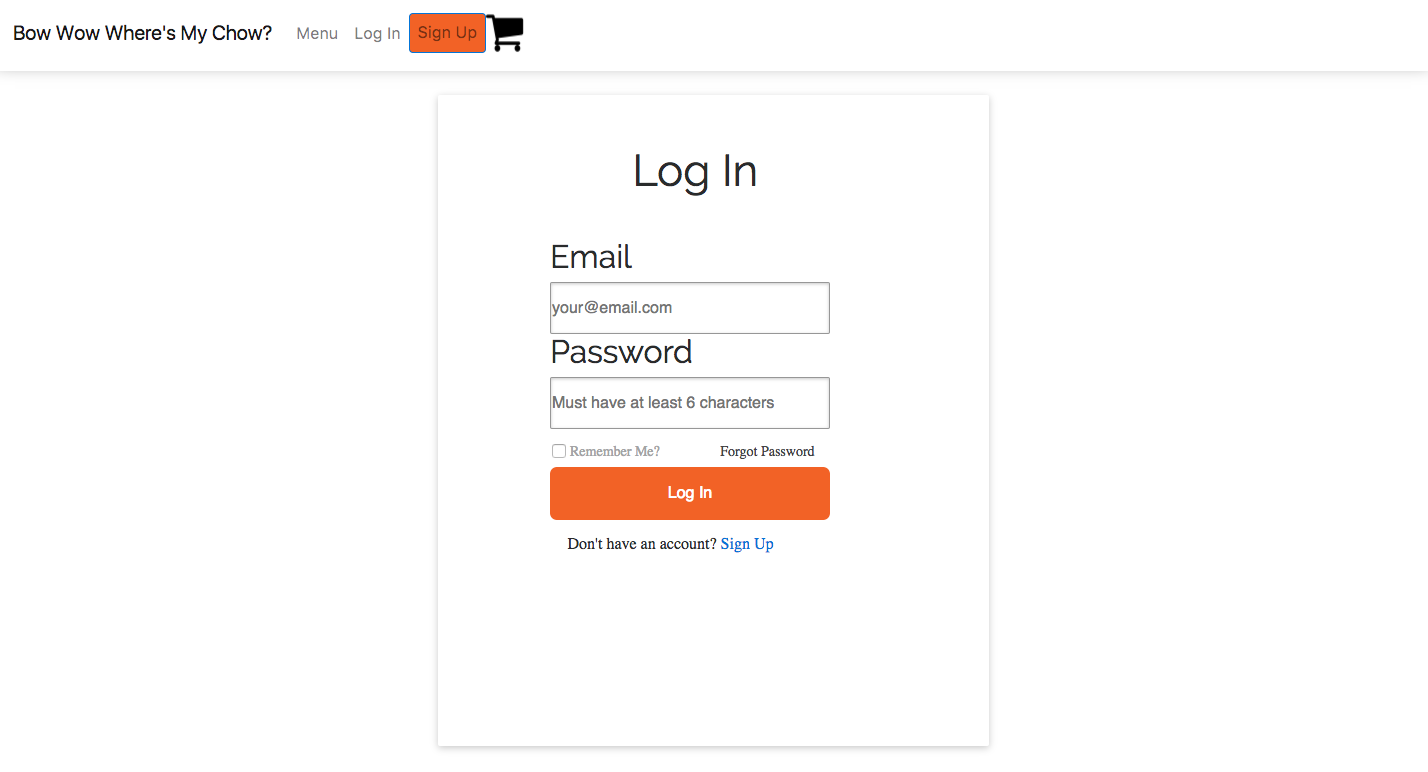 Bow Wow Where's My Chow? Menu Log In Sign Up
Log In
Email
your@email.com
Password
Must have at least 6 characters
Remember Me? Forgot Password
Log In
Don't have an account? Sign Up